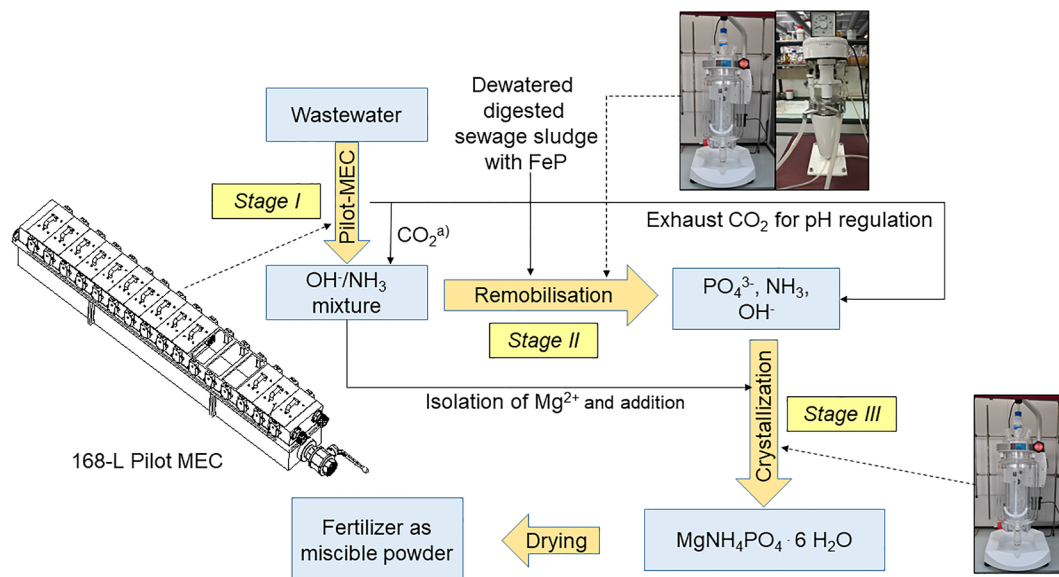 Wastewater
Dewatered
digested
sewage sludge
with FeP
Stage I
Pilot-MEC
CO₂ᵃ⁾
Exhaust CO₂ for pH regulation
OH⁻/NH₃
mixture
Remobilisation
PO₄³⁻, NH₃,
OH⁻
Stage II
Isolation of Mg²⁺ and addition
Crystallization
Stage III
168-L Pilot MEC
Fertilizer as
miscible powder
Drying
MgNH₄PO₄ · 6 H₂O